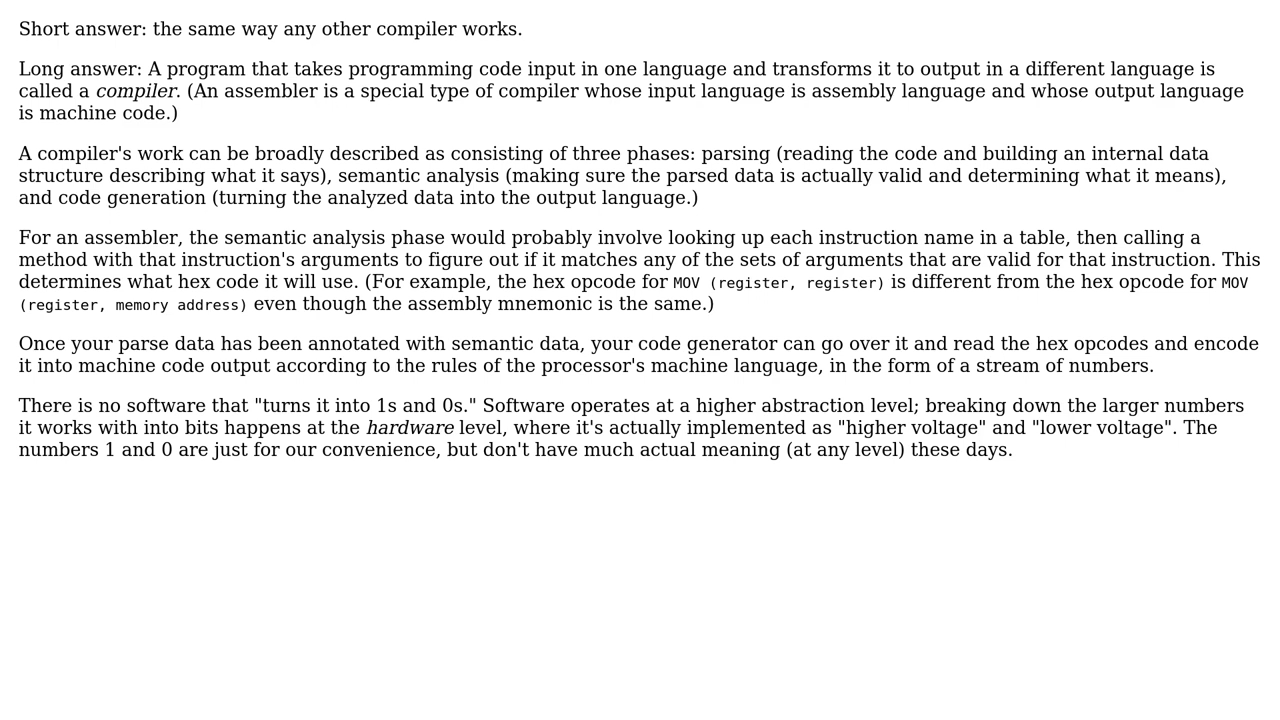 Short answer: the same way any other compiler works.
Long answer: A program that takes programming code input in one language and transforms it to output in a different language is
called a compiler. (An assembler is a special type of compiler whose input language is assembly language and whose output language
is machine code.)
A compiler's work can be broadly described as consisting of three phases: parsing (reading the code and building an internal data
structure describing what it says), semantic analysis (making sure the parsed data is actually valid and determining what it means),
and code generation (turning the analyzed data into the output language.)
For an assembler, the semantic analysis phase would probably involve looking up each instruction name in a table, then calling a
method with that instruction's arguments to figure out if it matches any of the sets of arguments that are valid for that instruction. This
determines what hex code it will use. (For example, the hex opcode for MOV (register, register) is different from the hex opcode for MOV
(register, memory address) even though the assembly mnemonic is the same.)
Once your parse data has been annotated with semantic data, your code generator can go over it and read the hex opcodes and encode
it into machine code output according to the rules of the processor's machine language, in the form of a stream of numbers.
There is no software that "turns it into 1s and 0s." Software operates at a higher abstraction level; breaking down the larger numbers
it works with into bits happens at the hardware level, where it's actually implemented as "higher voltage" and "lower voltage". The
numbers 1 and 0 are just for our convenience, but don't have much actual meaning (at any level) these days.